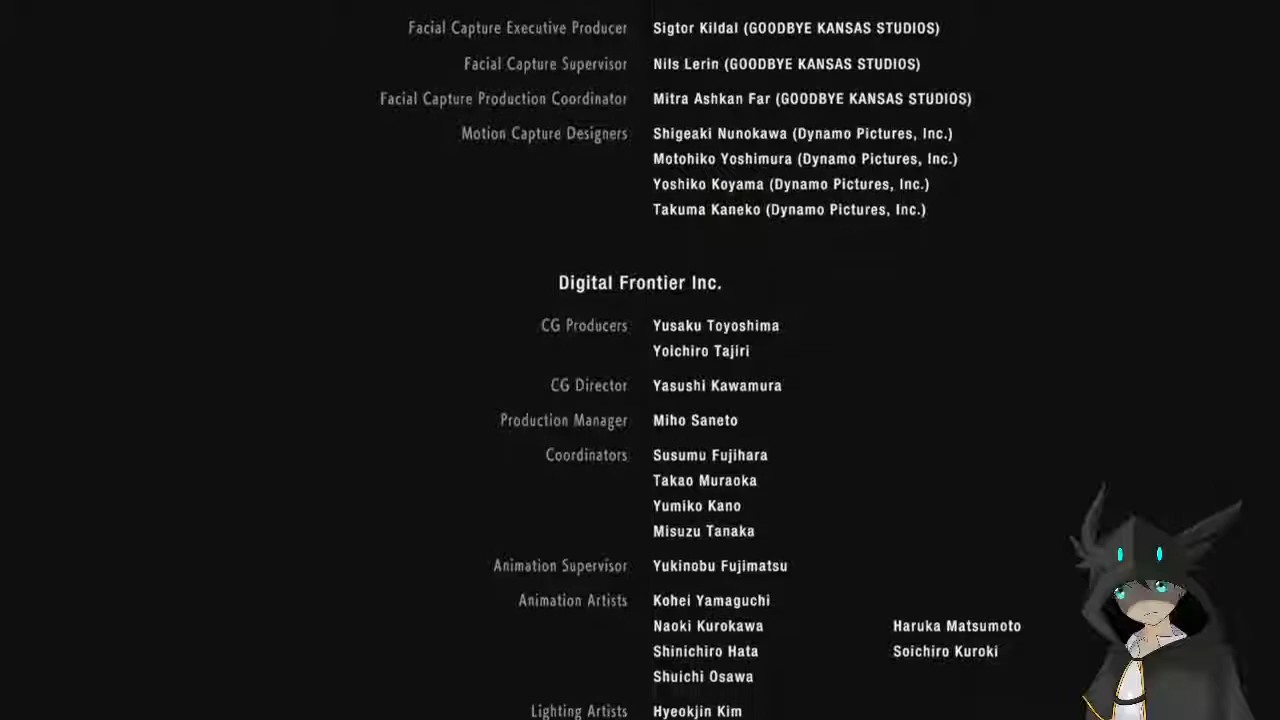 Facial Capture Executive Producer Sigtor Kildal (GOODBYE KANSAS STUDIOS)
Facial Capture Supervisor Nils Lerin (GOODBYE KANSAS STUDIOS)
Facial Capture Production Coordinator Mitra Ashkan Far (GOODBYE KANSAS STUDIOS)
Motion Capture Designers Shigeaki Nunokawa (Dynamo Pictures, Inc.)
Motohiko Yoshimura (Dynamo Pictures, Inc.)
Yoshiko Koyama (Dynamo Pictures, Inc.)
Takuma Kaneko (Dynamo Pictures, Inc.)
Digital Frontier Inc.
CG Producers Yusaku Toyoshima
Yoichiro Tajiri
CG Director Yasushi Kawamura
Production Manager Miho Saneto
Coordinators Susumu Fujihara
Takao Muraoka
Yumiko Kano
Misuzu Tanaka
Animation Supervisor Yukinobu Fujimatsu
Animation Artists Kohei Yamaguchi
Naoki Kurokawa Haruka Matsumoto
Shinichiro Hata Soichiro Kuroki
Shuichi Osawa
Lighting Artists Hyeokjin Kim